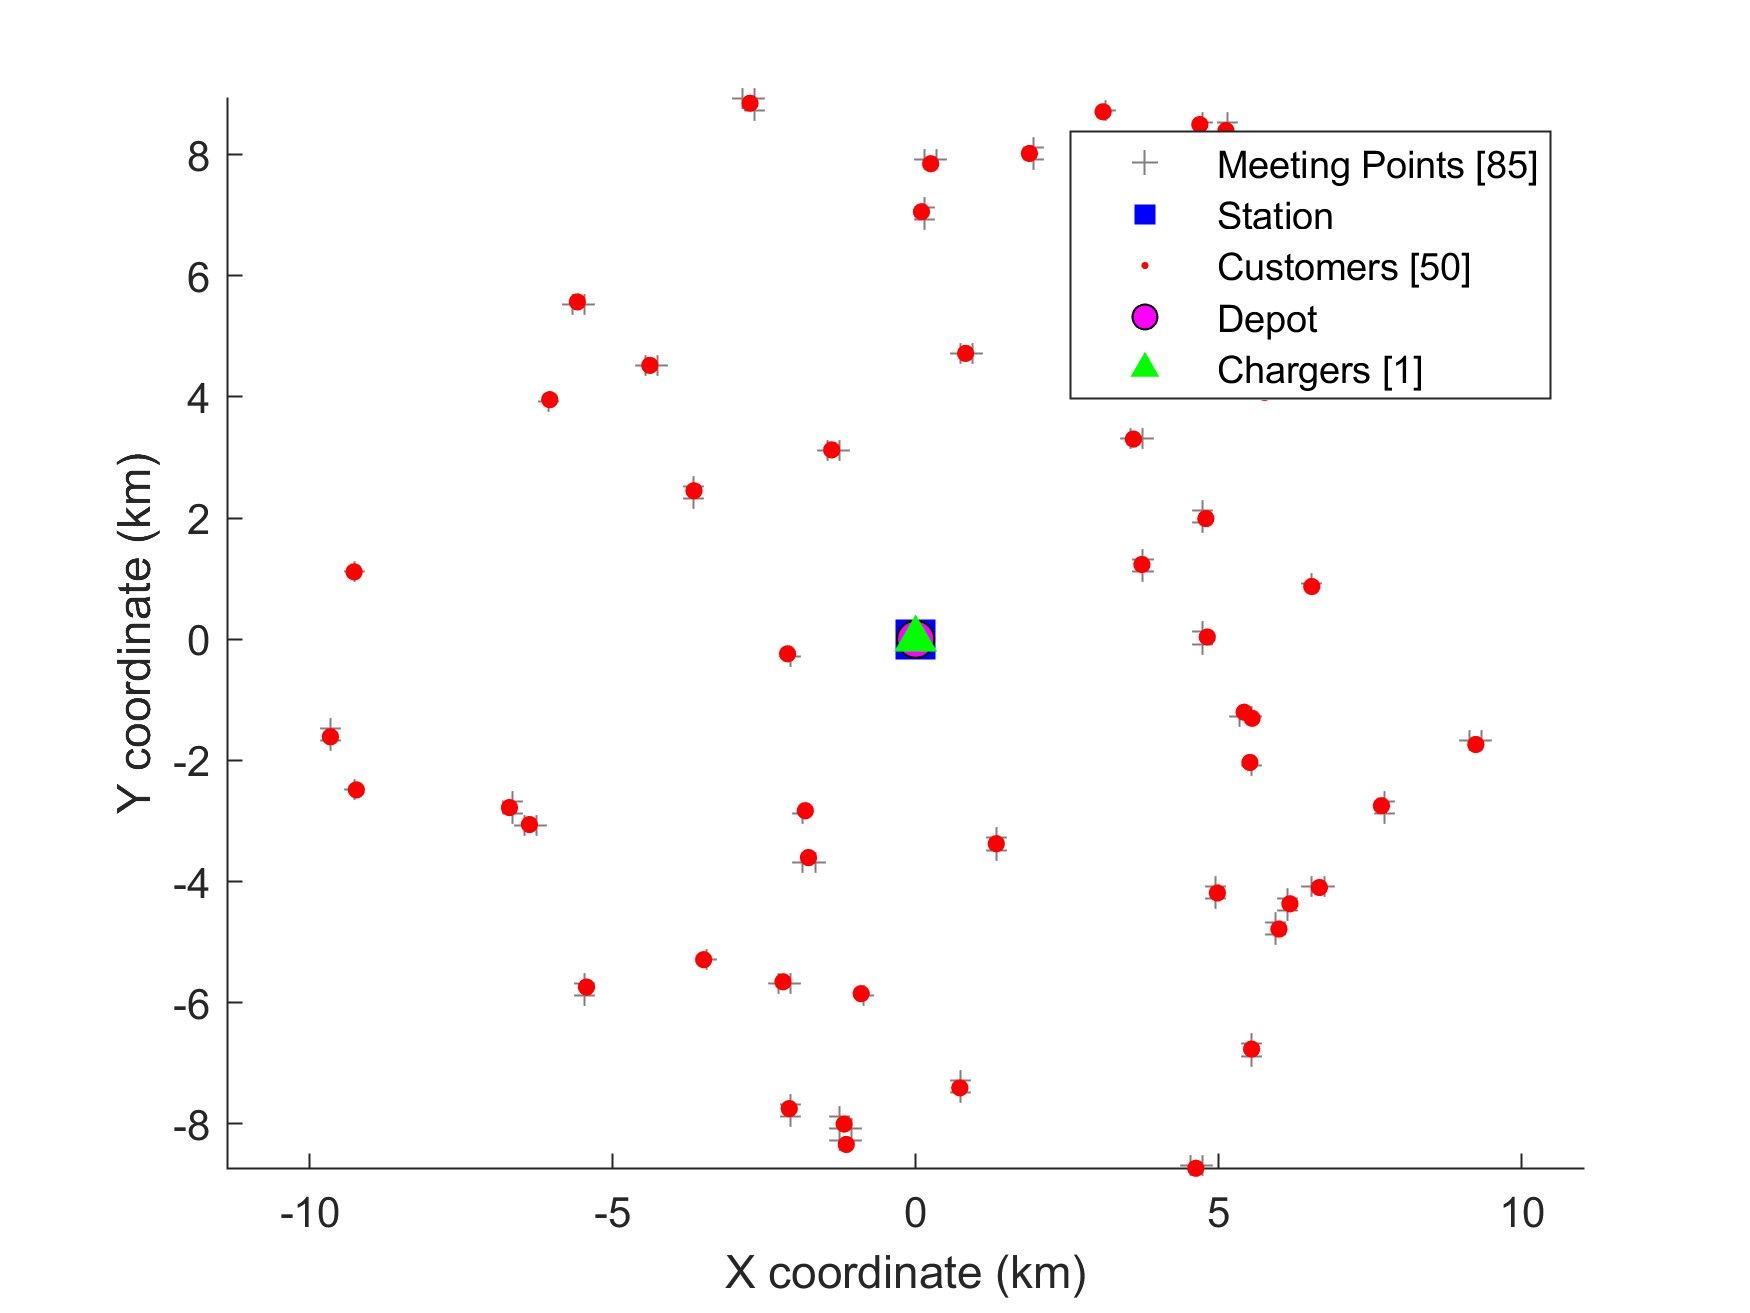 8
6
4
2
0
-2
-4
-6
-8
Y coordinate (km)
Meeting Points [85]
Station
Customers [50]
Depot
Chargers [1]
-10 -5 0 5 10
X coordinate (km)